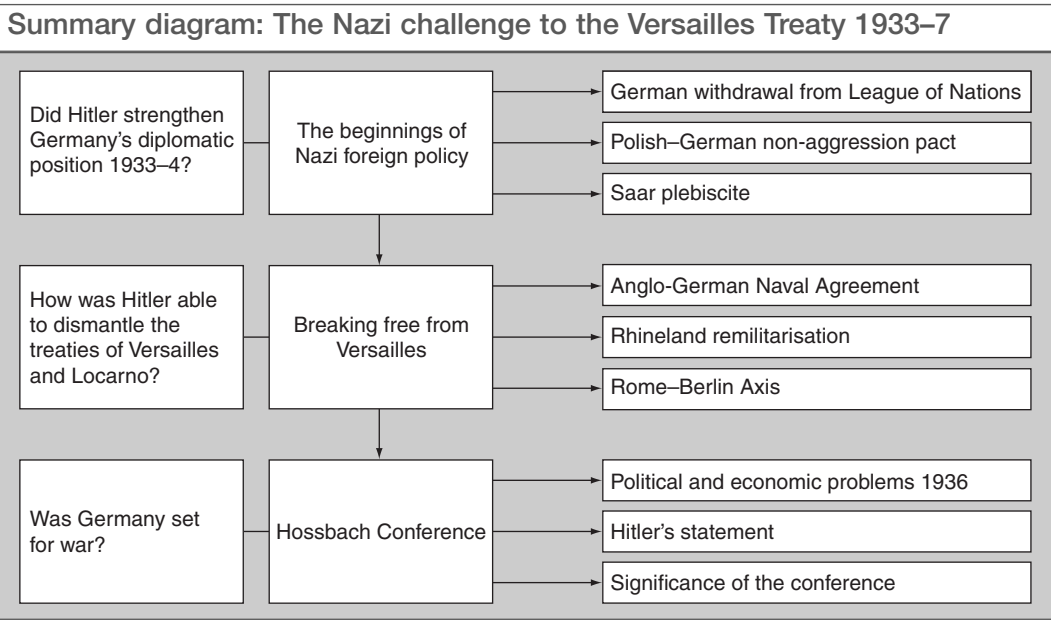 Summary diagram: The Nazi challenge to the Versailles Treaty 1933–7
Did Hitler strengthen
Germany's diplomatic
position 1933–4?
The beginnings of
Nazi foreign policy
German withdrawal from League of Nations
Polish–German non-aggression pact
Saar plebiscite
How was Hitler able
to dismantle the
treaties of Versailles
and Locarno?
Breaking free from
Versailles
Anglo-German Naval Agreement
Rhineland remilitarisation
Rome–Berlin Axis
Was Germany set
for war?
Hossbach Conference
Political and economic problems 1936
Hitler's statement
Significance of the conference